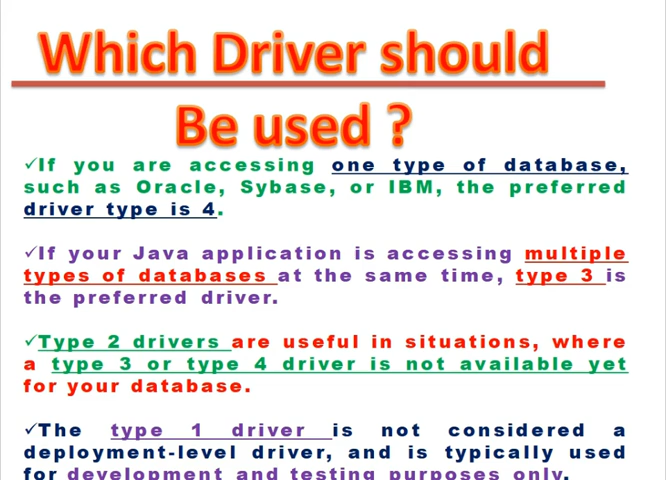 Which Driver should
Be used ?
✓If you are accessing one type of database,
such as Oracle, Sybase, or IBM, the preferred
driver type is 4.
✓If your Java application is accessing multiple
types of databases at the same time, type 3 is
the preferred driver.
✓Type 2 drivers are useful in situations, where
a type 3 or type 4 driver is not available yet
for your database.
✓The type 1 driver is not considered a
deployment-level driver, and is typically used
for development and testing purposes only.